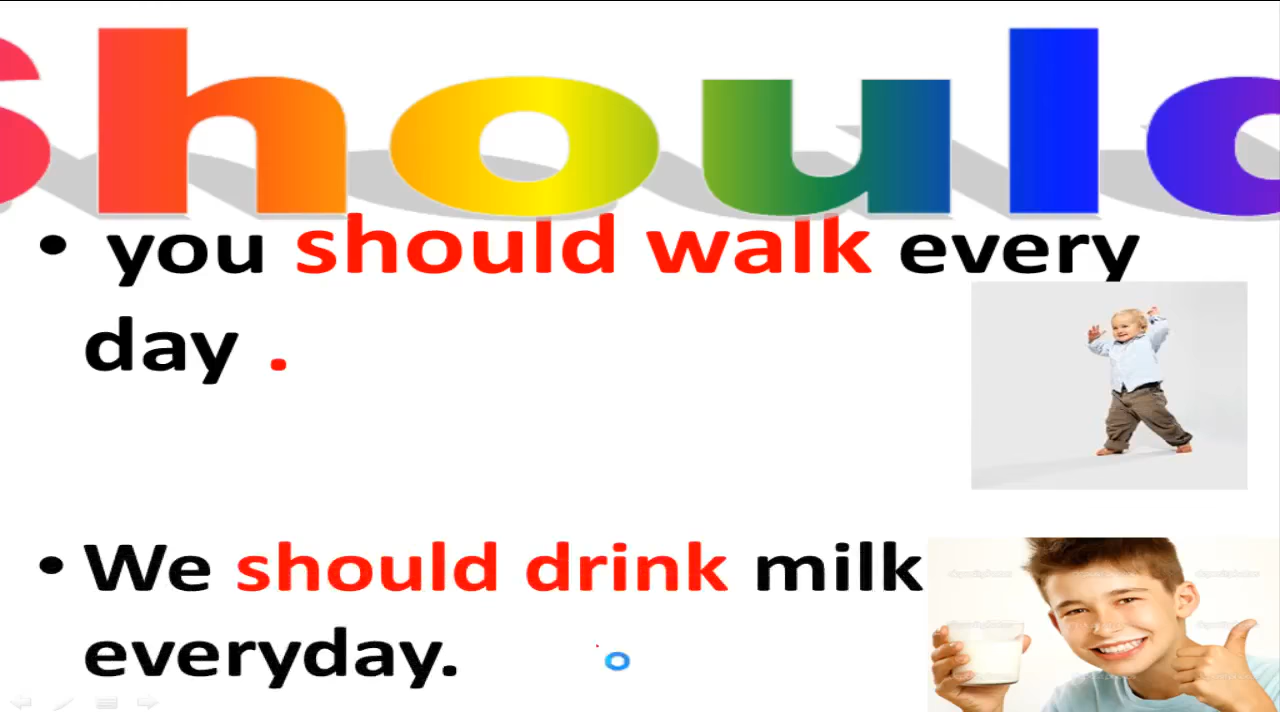 Should
• you should walk every
day .
• We should drink milk
everyday.